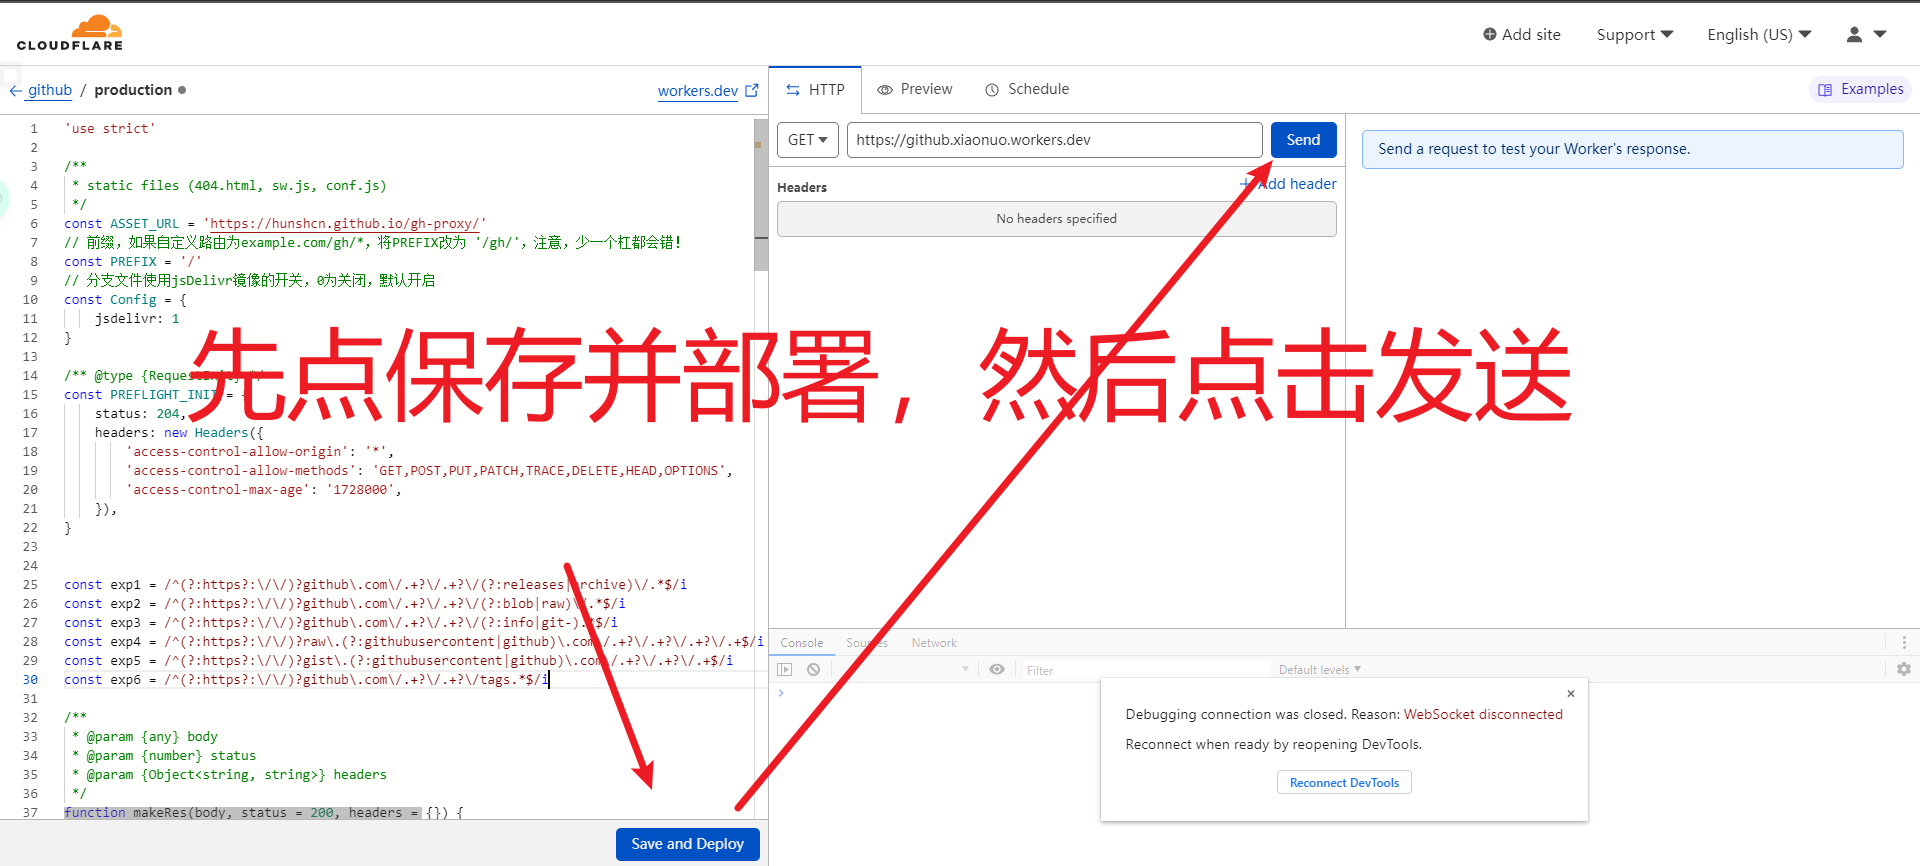 CLOUDFLARE
Add site
Support
English (US)
github / production
workers.dev
HTTP
Preview
Schedule
Examples
1 'use strict'
2
3 /**
4 * static files (404.html, sw.js, conf.js)
5 */
6 const ASSET_URL = 'https://hunshcn.github.io/gh-proxy/'
7 // 前缀，如果自定义路由为example.com/gh/*，将PREFIX改为 '/gh/'，注意，少一个杠都会错！
8 const PREFIX = '/'
9 // 分支文件使用jsDelivr镜像的开关，0为关闭，默认开启
10 const Config = {
11 jsdelivr: 1
12 }
13
14 /** @type {RequestInit} */
15 const PREFLIGHT_INIT = {
16 status: 204,
17 headers: new Headers({
18 'access-control-allow-origin': '*',
19 'access-control-allow-methods': 'GET,POST,PUT,PATCH,TRACE,DELETE,HEAD,OPTIONS',
20 'access-control-max-age': '1728000',
21 }),
22 }
23
24
25 const exp1 = /^(?:https?:\/\/)?github\.com\/.+?\/.+?\/(?:releases|archive)\/.*$/i
26 const exp2 = /^(?:https?:\/\/)?github\.com\/.+?\/.+?\/(?:blob|raw)\/.*$/i
27 const exp3 = /^(?:https?:\/\/)?github\.com\/.+?\/.+?\/(?:info|git-).*$/i
28 const exp4 = /^(?:https?:\/\/)?raw\.(?:githubusercontent|github)\.com\/.+?\/.+?\/.+?\/.+$/i
29 const exp5 = /^(?:https?:\/\/)?gist\.(?:githubusercontent|github)\.com\/.+?\/.+?\/.+$/i
30 const exp6 = /^(?:https?:\/\/)?github\.com\/.+?\/.+?\/tags.*$/i
31
32 /**
33 * @param {any} body
34 * @param {number} status
35 * @param {Object<string, string>} headers
36 */
37 function makeRes(body, status = 200, headers = {}) {
Save and Deploy
GET
https://github.xiaonuo.workers.dev
Send
Headers
+ Add header
No headers specified
Send a request to test your Worker's response.
先点保存并部署，然后点击发送
Console
Sources
Network
Filter
Default levels
Debugging connection was closed. Reason: WebSocket disconnected
Reconnect when ready by reopening DevTools.
Reconnect DevTools